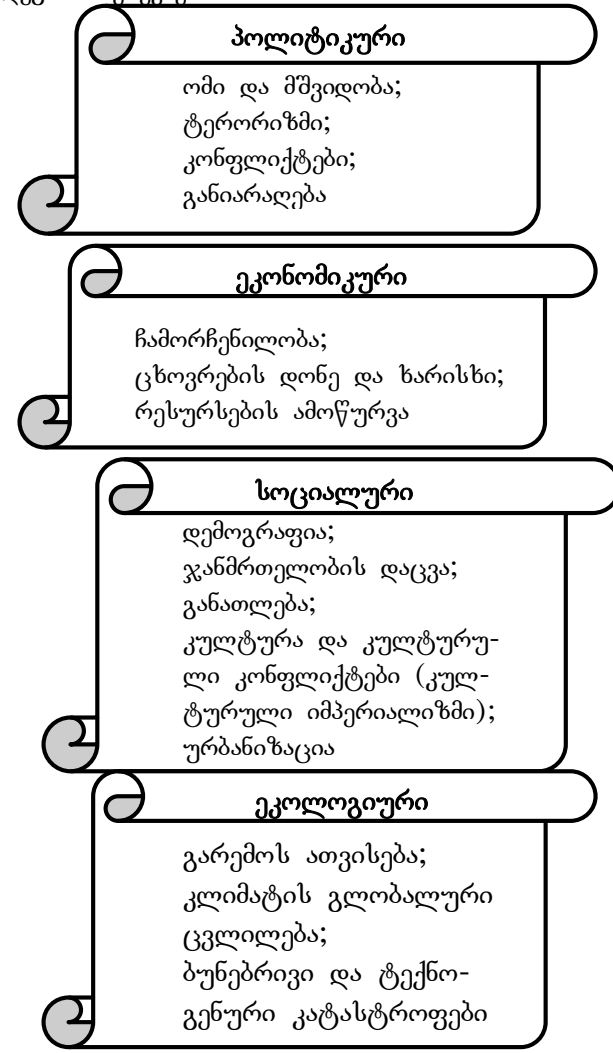 პოლიტიკური
ომი და მშვიდობა;
ტერორიზმი;
კონფლიქტები;
განიარაღება
ეკონომიკური
ჩამორჩენილობა;
ცხოვრების დონე და ხარისხი;
რესურსების ამოწურვა
სოციალური
დემოგრაფია;
ჯანმრთელობის დაცვა;
განათლება;
კულტურა და კულტურუ-
ლი კონფლიქტები (კულ-
ტურული იმპერიალიზმი);
ურბანიზაცია
ეკოლოგიური
გარემოს ათვისება;
კლიმატის გლობალური
ცვლილება;
ბუნებრივი და ტექნო-
გენური კატასტროფები